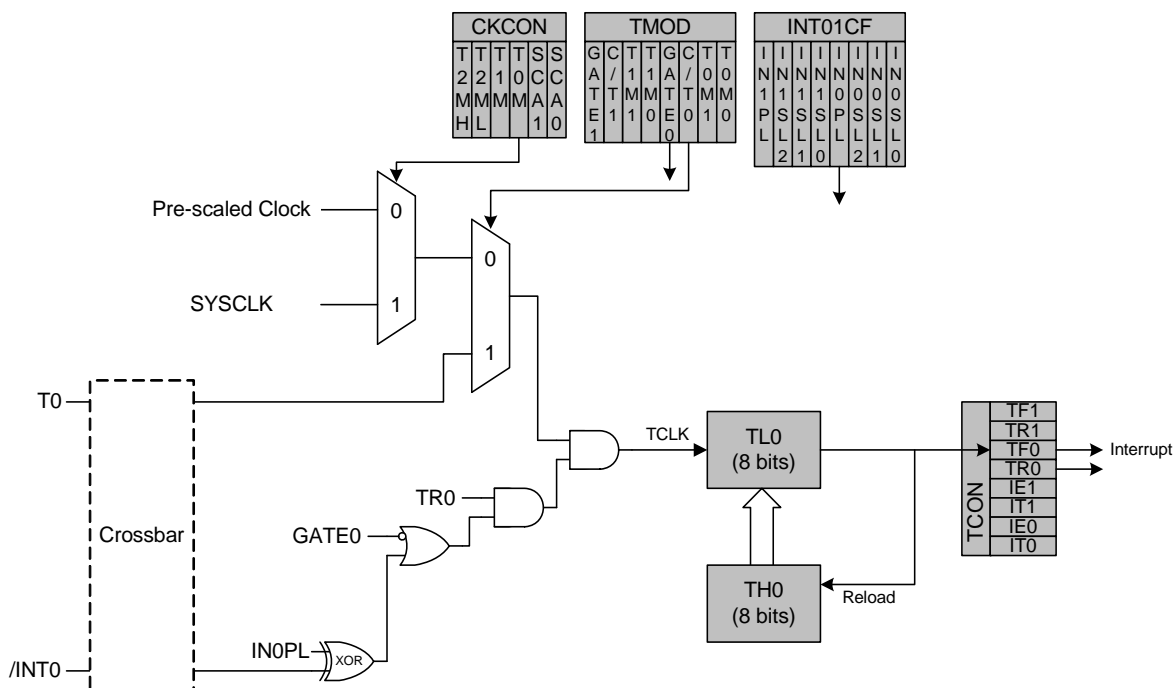 CKCON
T2MH
T2ML
T1M
T0M
SCA1
SCA0
TMOD
GATE1
C/T1
T1M1
T1M0
GATE0
C/T0
T0M1
T0M0
INT01CF
IN1PL
IN1SL2
IN1SL1
IN1SL0
IN0PL
IN0SL2
IN0SL1
IN0SL0
Pre-scaled Clock
0
SYSCLK
1
0
1
T0
Crossbar
/INT0
GATE0
TR0
IN0PL
XOR
TCLK
TL0
(8 bits)
TH0
(8 bits)
Reload
TCON
TF1
TR1
TF0
TR0
IE1
IT1
IE0
IT0
Interrupt